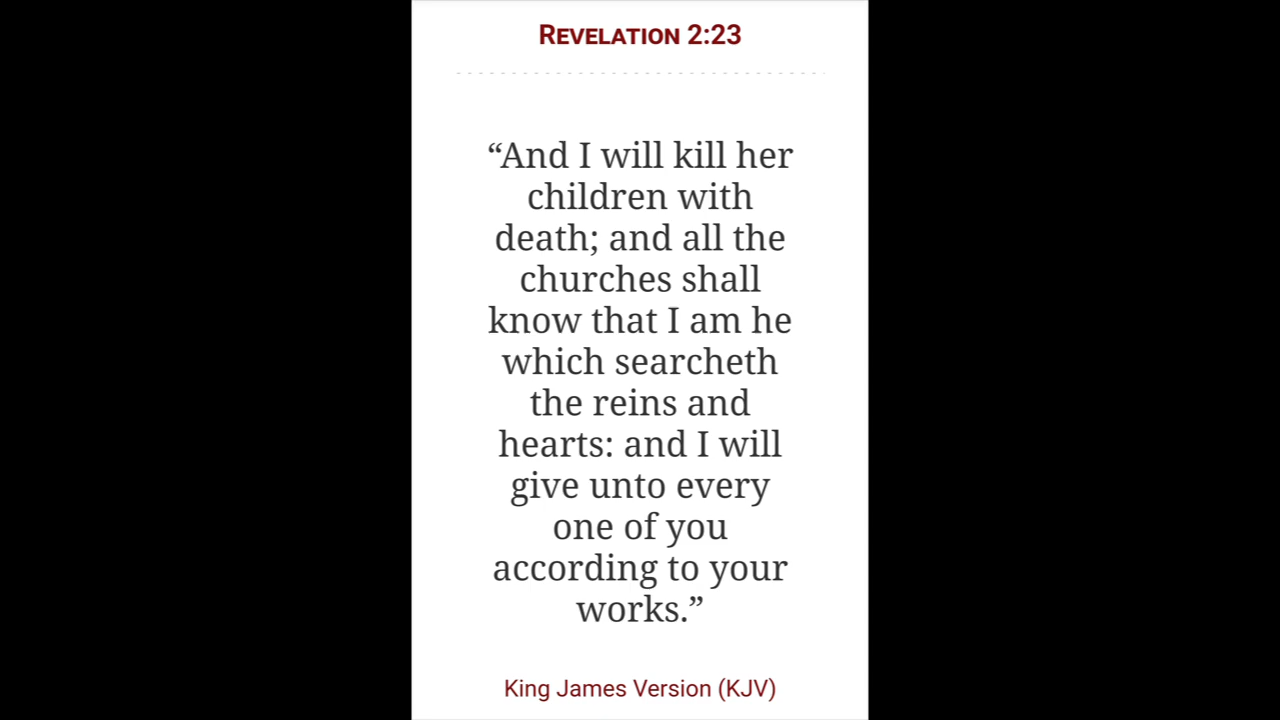 Revelation 2:23
“And I will kill her
children with
death; and all the
churches shall
know that I am he
which searcheth
the reins and
hearts: and I will
give unto every
one of you
according to your
works.”
King James Version (KJV)